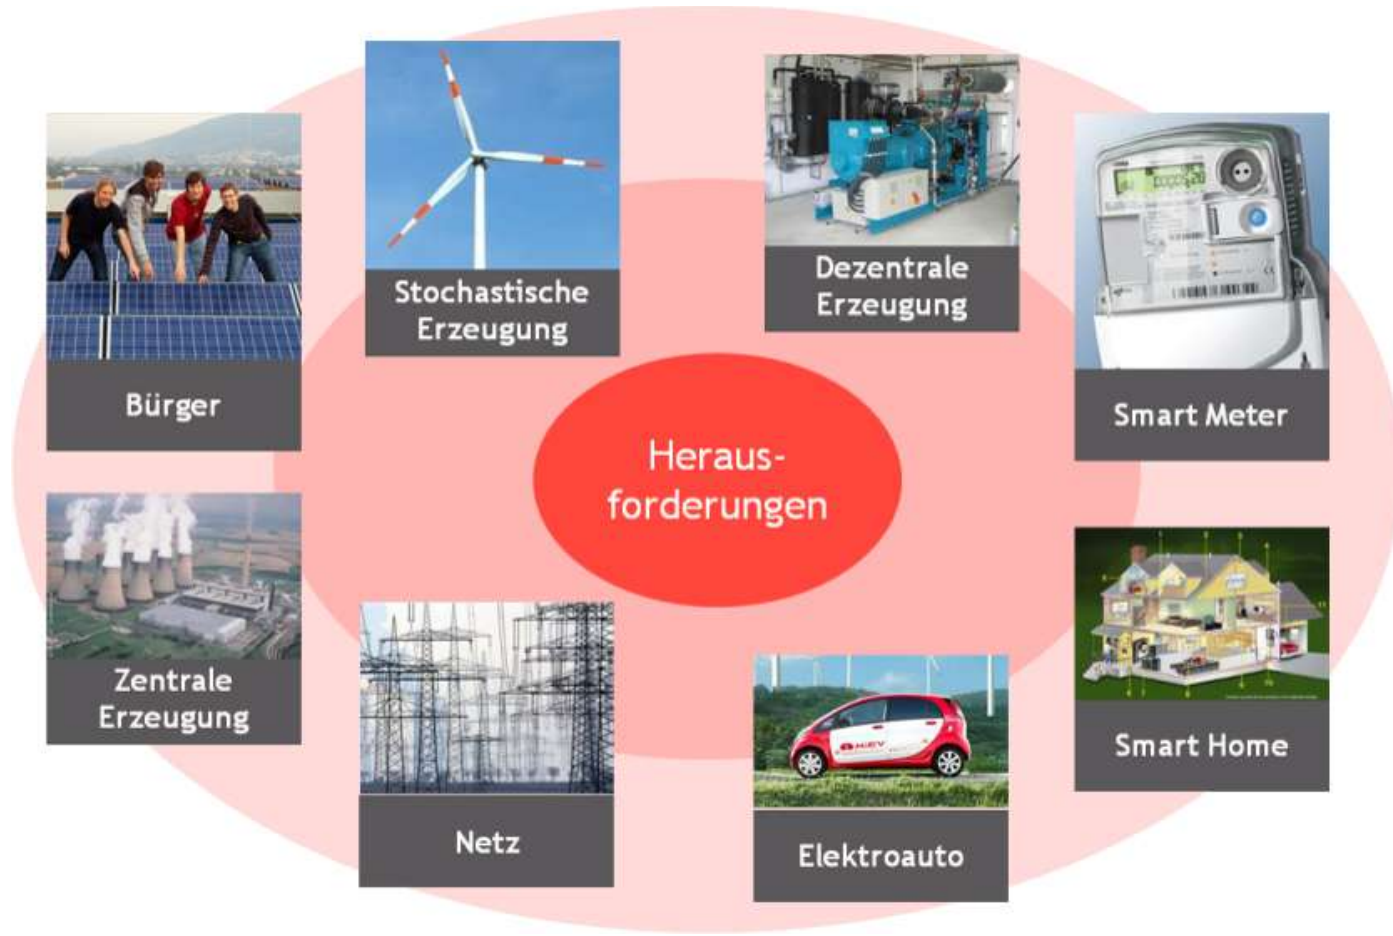 Stochastische
Erzeugung
Dezentrale
Erzeugung
Bürger
Smart Meter
Heraus-
forderungen
Zentrale
Erzeugung
Netz
Elektroauto
Smart Home